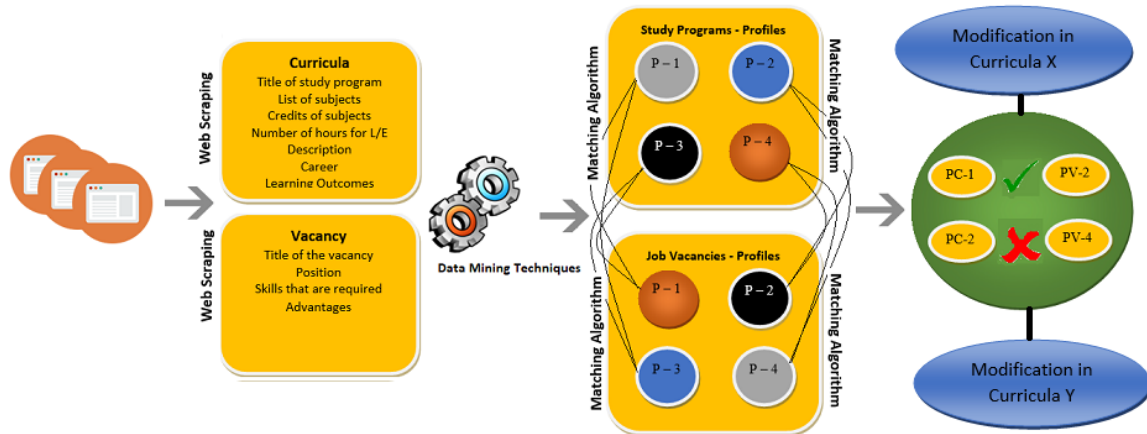 Web Scraping
Curricula
Title of study program
List of subjects
Credits of subjects
Number of hours for L/E
Description
Career
Learning Outcomes
Web Scraping
Vacancy
Title of the vacancy
Position
Skills that are required
Advantages
Data Mining Techniques
Matching Algorithm
Study Programs - Profiles
P – 1
P – 2
P – 3
P – 4
Matching Algorithm
Matching Algorithm
Job Vacancies - Profiles
P – 1
P – 2
P – 3
P – 4
Matching Algorithm
Modification in
Curricula X
PC-1
PV-2
PC-2
PV-4
Modification in
Curricula Y